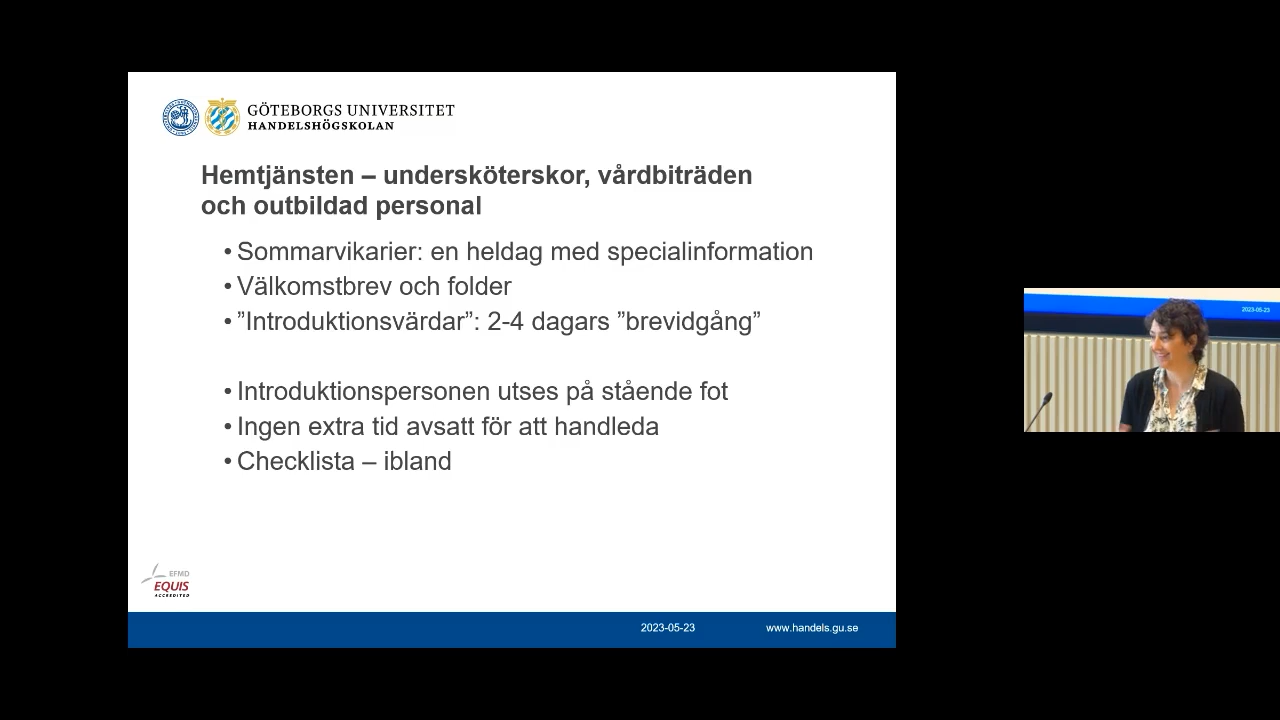 GÖTEBORGS UNIVERSITET
HANDELSHÖGSKOLAN
Hemtjänsten – undersköterskor, vårdbiträden
och outbildad personal
• Sommarvikarier: en heldag med specialinformation
• Välkomstbrev och folder
• ”Introduktionsvärdar”: 2-4 dagars ”brevidgång”
• Introduktionspersonen utses på stående fot
• Ingen extra tid avsatt för att handleda
• Checklista – ibland
EFMD
EQUIS
ACCREDITED
2023-05-23 www.handels.gu.se
2023-05-23